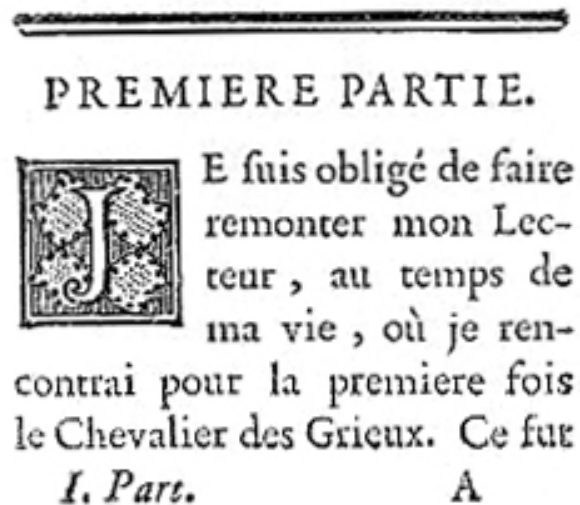 PREMIERE PARTIE.
JE ſuis obligé de faire
remonter mon Lec-
teur, au temps de
ma vie, où je ren-
contrai pour la premiere fois
le Chevalier des Grieux. Ce fut
I. Part. A